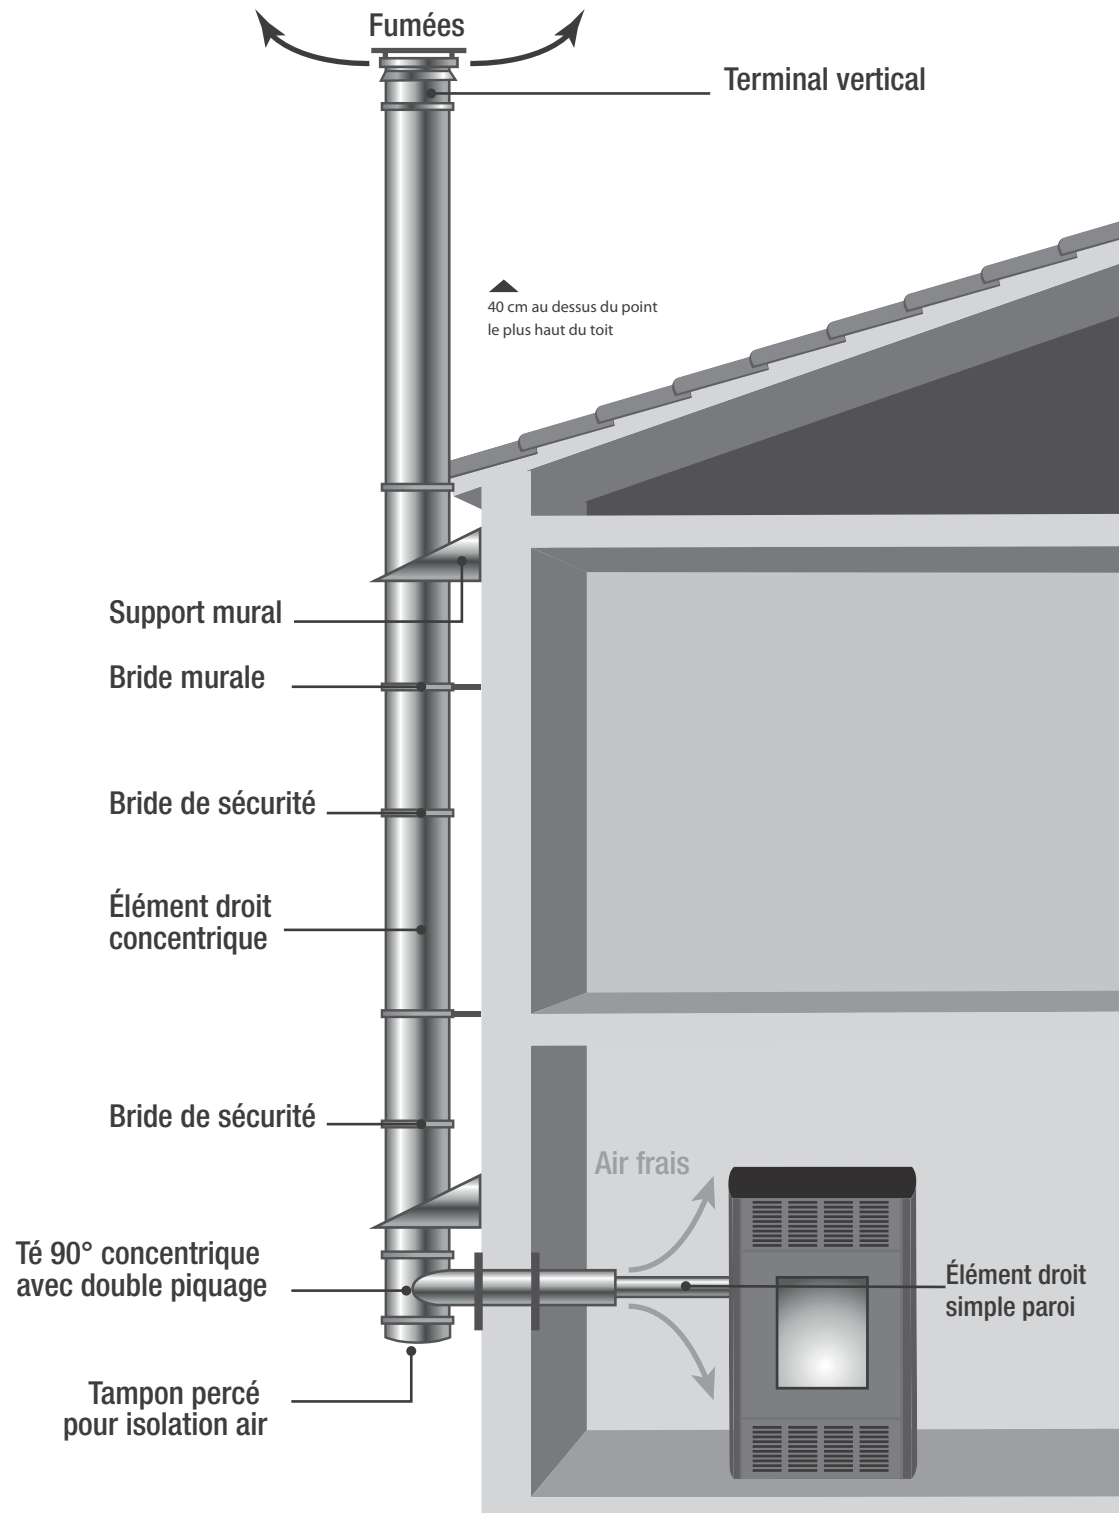 Fumées
Terminal vertical
40 cm au dessus du point
le plus haut du toit
Support mural
Bride murale
Bride de sécurité
Élément droit
concentrique
Bride de sécurité
Air frais
Té 90° concentrique
avec double piquage
Élément droit
simple paroi
Tampon percé
pour isolation air